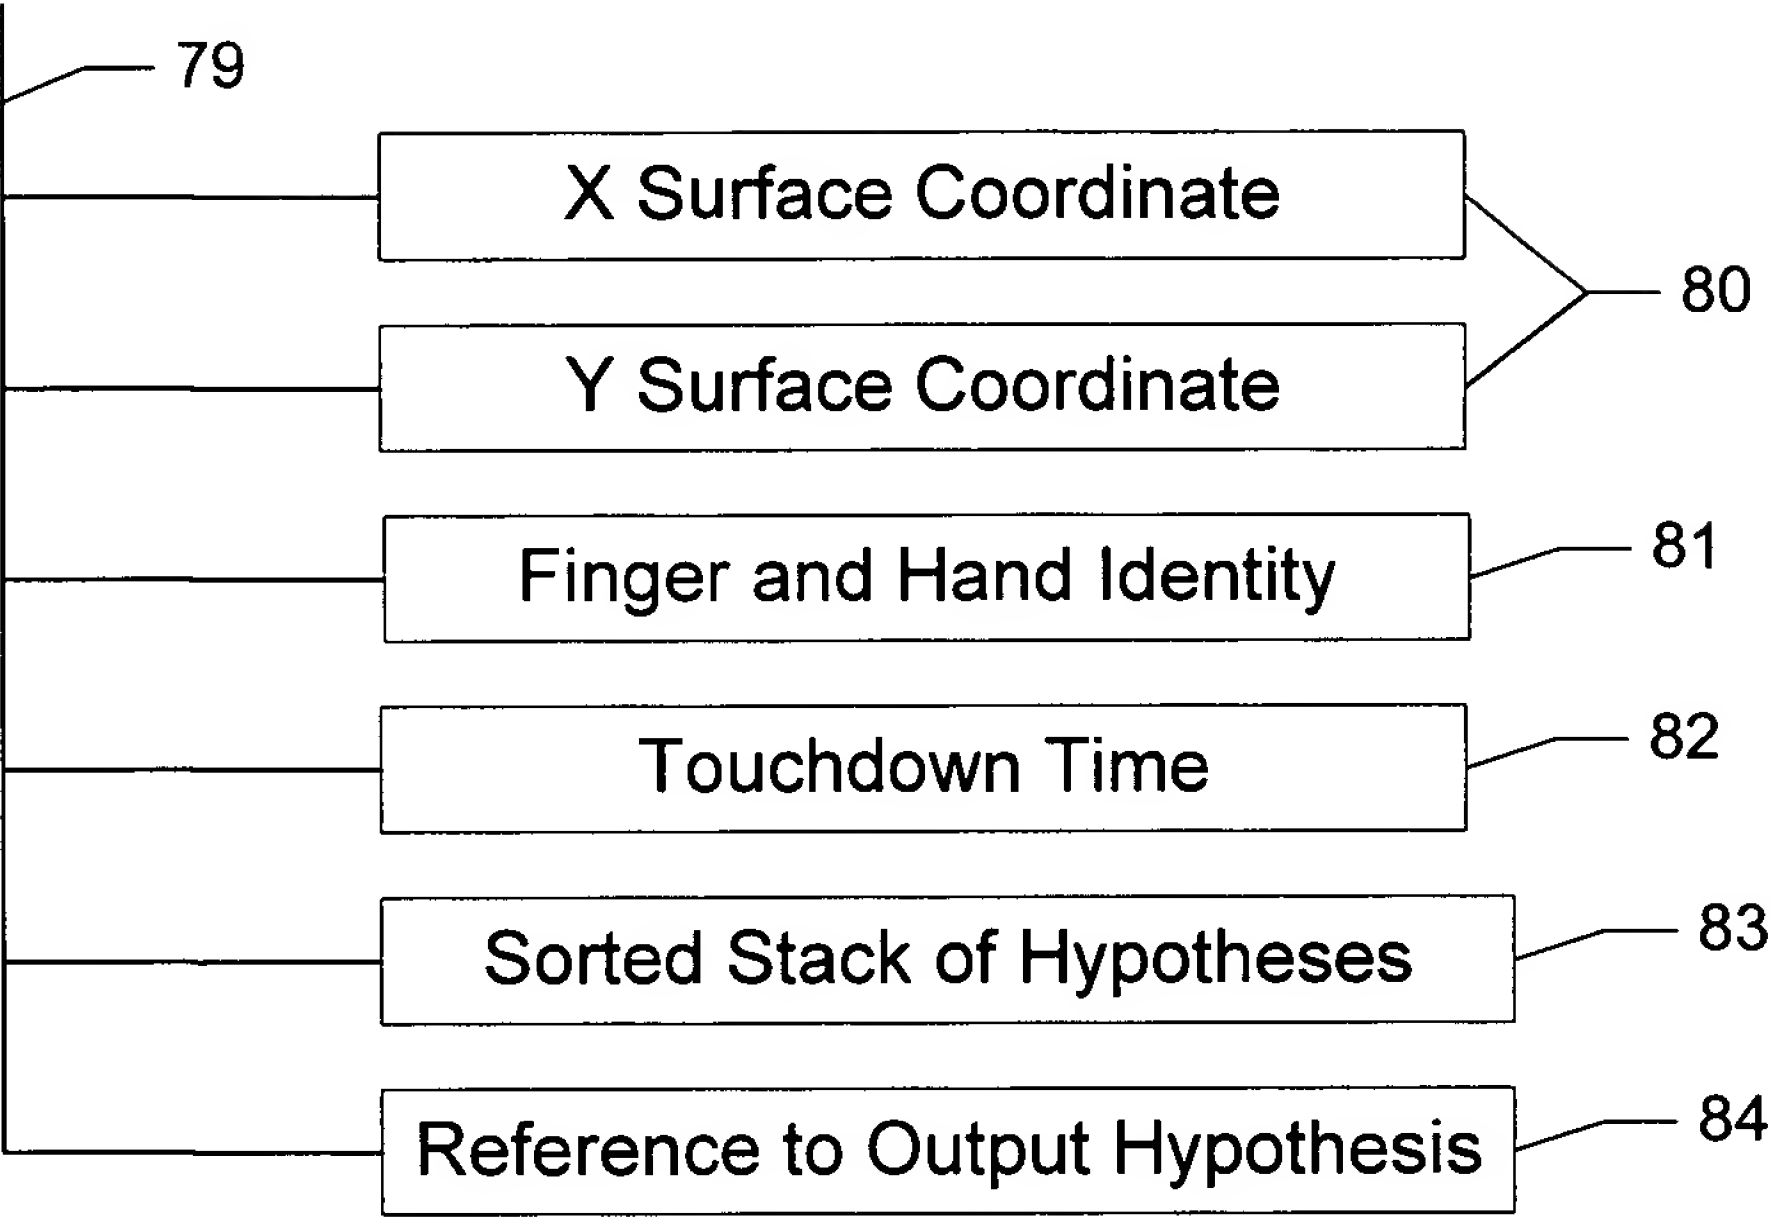 79
X Surface Coordinate
80
Y Surface Coordinate
Finger and Hand Identity
81
Touchdown Time
82
Sorted Stack of Hypotheses
83
Reference to Output Hypothesis
84